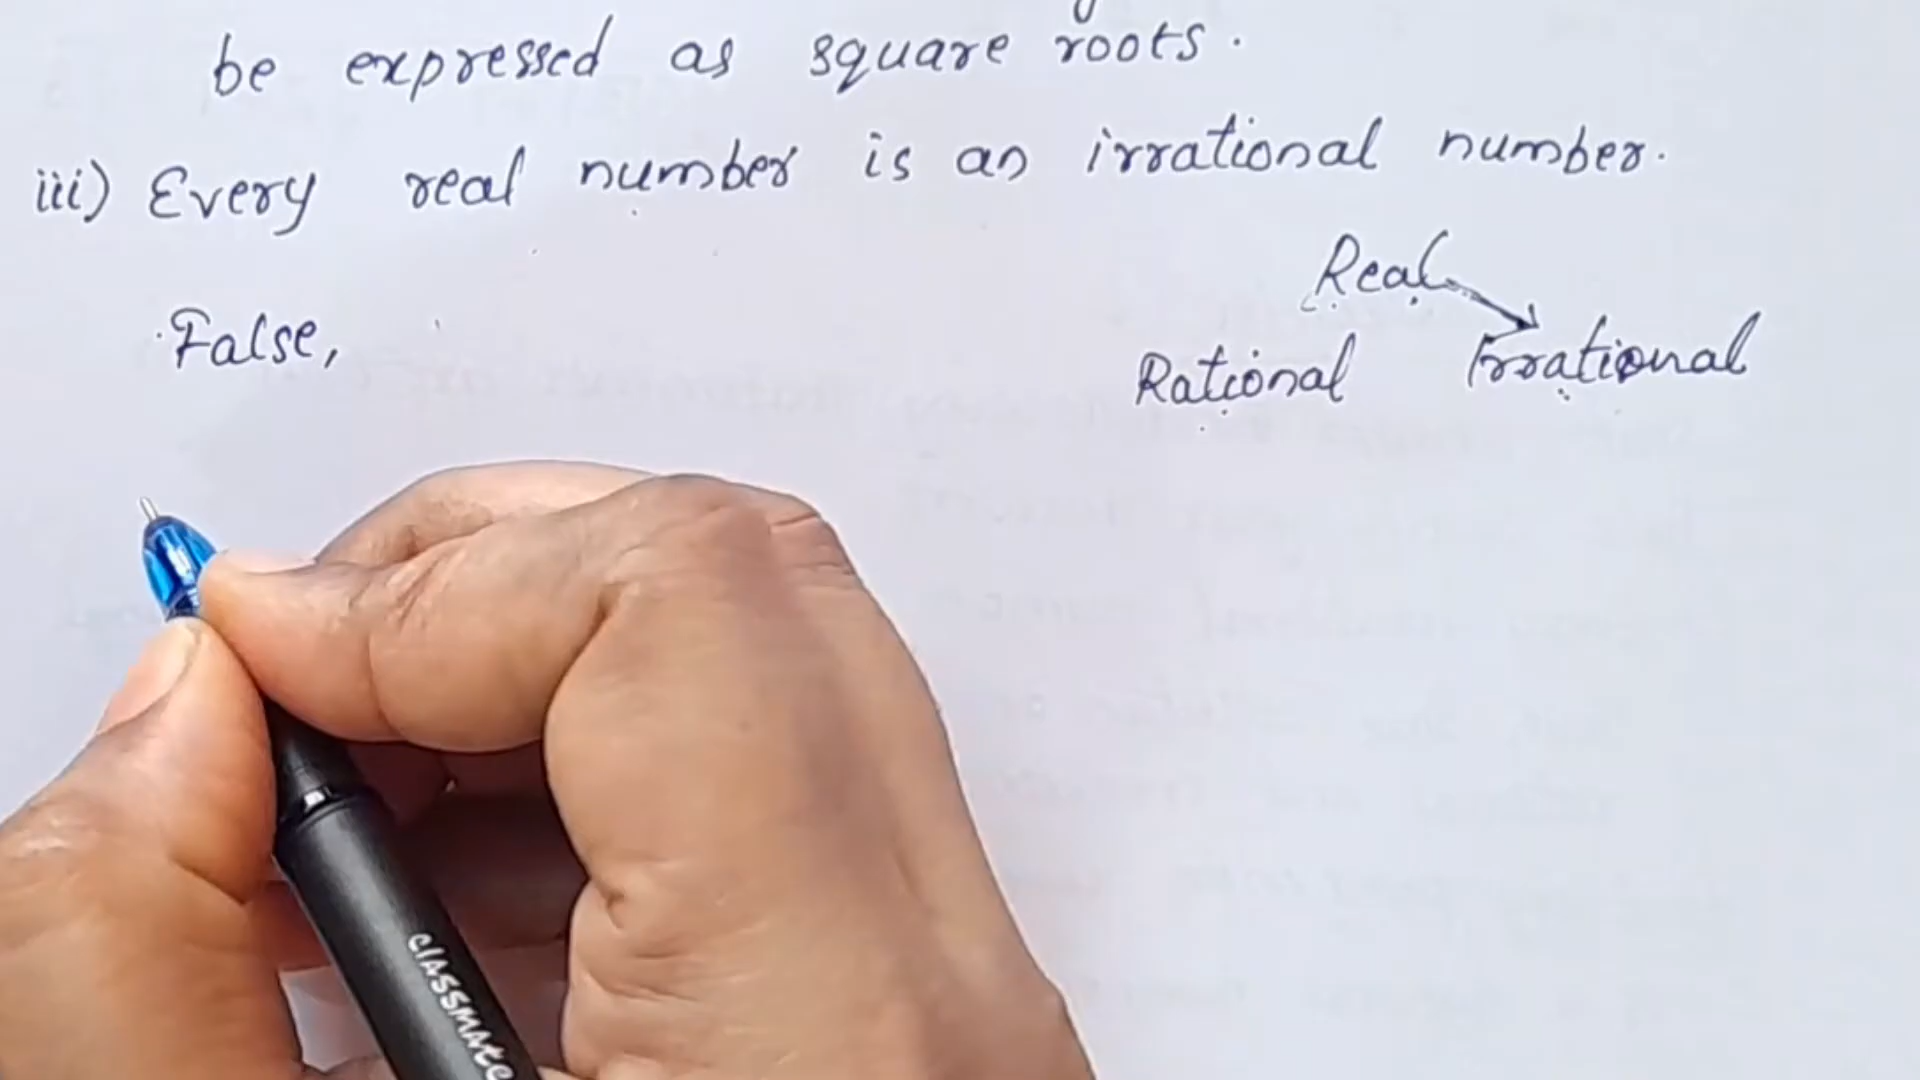 be expressed as square roots.
iii) Every real number is an irrational number.
Real
False,
Rational Irrational
classmate